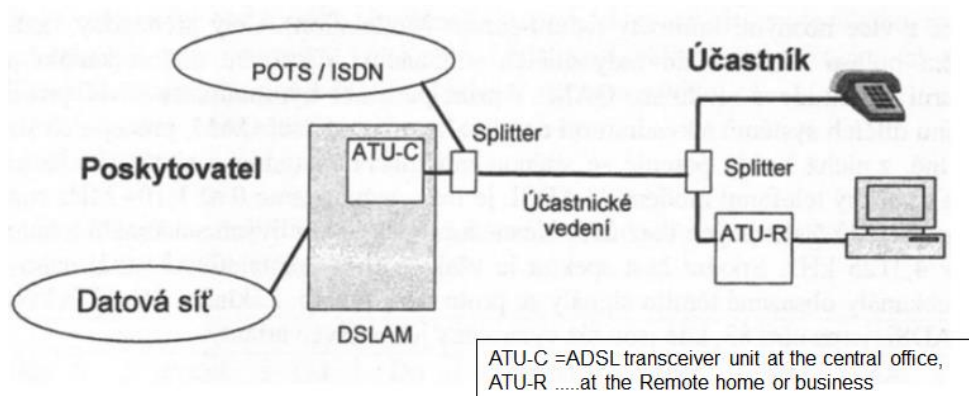 POTS / ISDN
Účastník
ATU-C
Splitter
Poskytovatel
Splitter
Účastnické
vedení
ATU-R
Datová síť
DSLAM
ATU-C =ADSL transceiver unit at the central office,
ATU-R .....at the Remote home or business